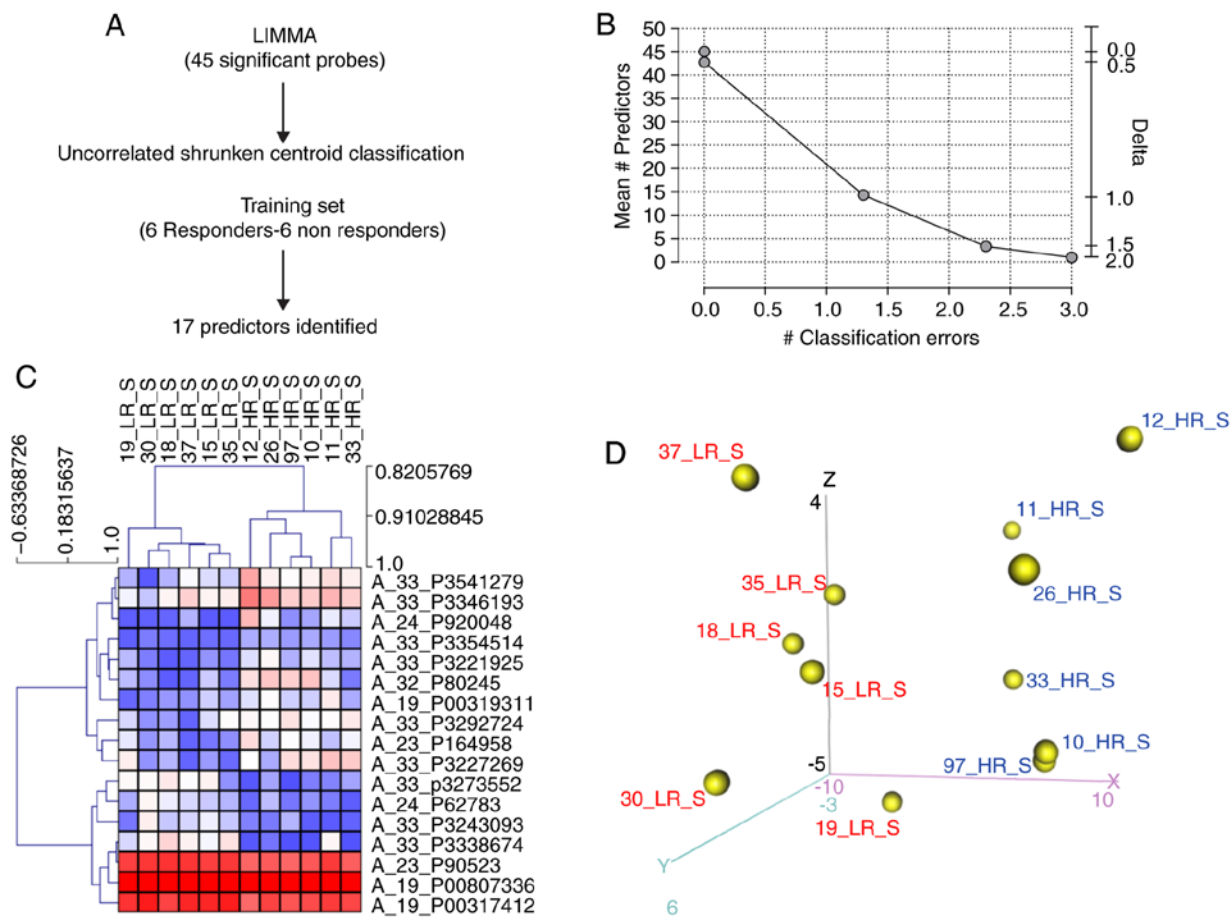 A
LIMMA
(45 significant probes)
Uncorrelated shrunken centroid classification
Training set
(6 Responders-6 non responders)
17 predictors identified
B
Mean # Predictors
50
45
40
35
30
25
20
15
10
5
0
0.0
0.5
1.0
1.5
2.0
Delta
0.0 0.5 1.0 1.5 2.0 2.5 3.0
# Classification errors
C
-0.63368726
0.18315637
1.0
19_LR_S
30_LR_S
18_LR_S
37_LR_S
15_LR_S
35_LR_S
12_HR_S
26_HR_S
97_HR_S
10_HR_S
11_HR_S
33_HR_S
0.8205769
0.91028845
1.0
A_33_P3541279
A_33_P3346193
A_24_P920048
A_33_P3354514
A_33_P3221925
A_32_P80245
A_19_P00319311
A_33_P3292724
A_23_P164958
A_33_P3227269
A_33_p3273552
A_24_P62783
A_33_P3243093
A_33_P3338674
A_23_P90523
A_19_P00807336
A_19_P00317412
D
12_HR_S
37_LR_S
Z
4
11_HR_S
35_LR_S
26_HR_S
18_LR_S
15_LR_S
33_HR_S
10_HR_S
97_HR_S
-5
-10
-3
X
10
30_LR_S
19_LR_S
Y
6